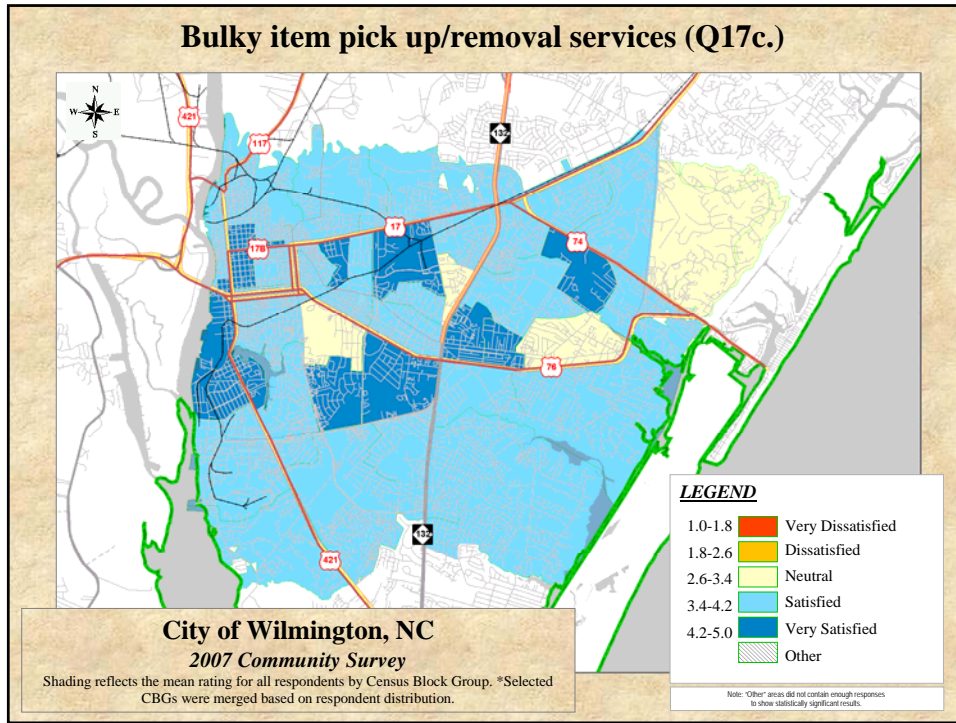 Bulky item pick up/removal services (Q17c.)
N
W E
S
421
117
132
17
17B
74
76
132
421
LEGEND
1.0-1.8 Very Dissatisfied
1.8-2.6 Dissatisfied
2.6-3.4 Neutral
3.4-4.2 Satisfied
4.2-5.0 Very Satisfied
Other
City of Wilmington, NC
2007 Community Survey
Shading reflects the mean rating for all respondents by Census Block Group. *Selected
CBGs were merged based on respondent distribution.
Note: "Other" areas did not contain enough responses
to show statistically significant results.